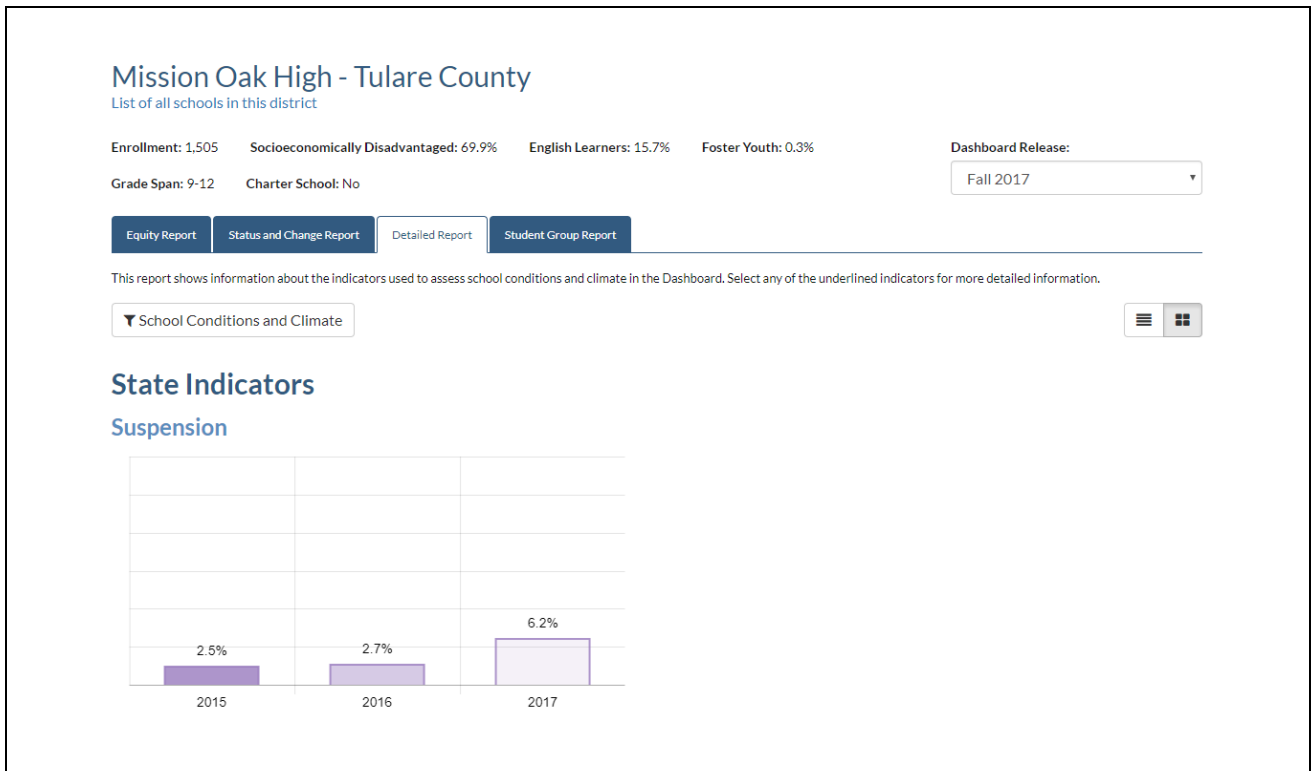 Mission Oak High - Tulare County
List of all schools in this district
Enrollment: 1,505 Socioeconomically Disadvantaged: 69.9% English Learners: 15.7% Foster Youth: 0.3% Dashboard Release:
Grade Span: 9-12 Charter School: No Fall 2017
Equity Report Status and Change Report Detailed Report Student Group Report
This report shows information about the indicators used to assess school conditions and climate in the Dashboard. Select any of the underlined indicators for more detailed information.
School Conditions and Climate
State Indicators
Suspension
2.5% 2.7% 6.2%
2015 2016 2017